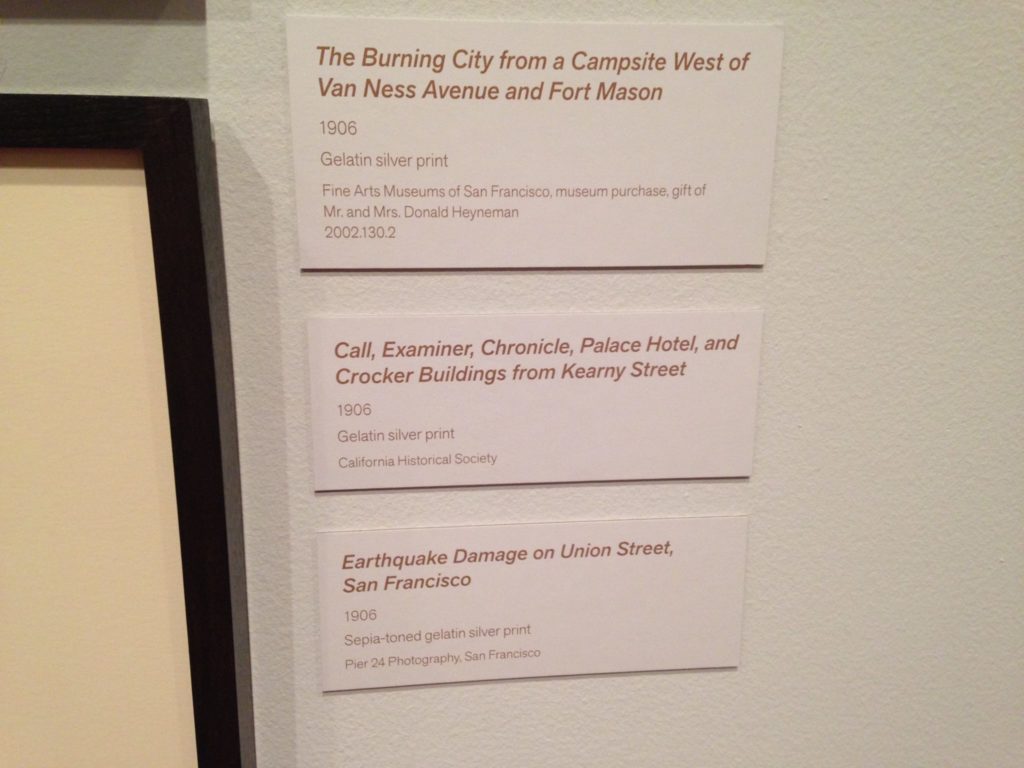 The Burning City from a Campsite West of
Van Ness Avenue and Fort Mason
1906
Gelatin silver print
Fine Arts Museums of San Francisco, museum purchase, gift of
Mr. and Mrs. Donald Heyneman
2002.130.2
Call, Examiner, Chronicle, Palace Hotel, and
Crocker Buildings from Kearny Street
1906
Gelatin silver print
California Historical Society
Earthquake Damage on Union Street,
San Francisco
1906
Sepia-toned gelatin silver print
Pier 24 Photography, San Francisco